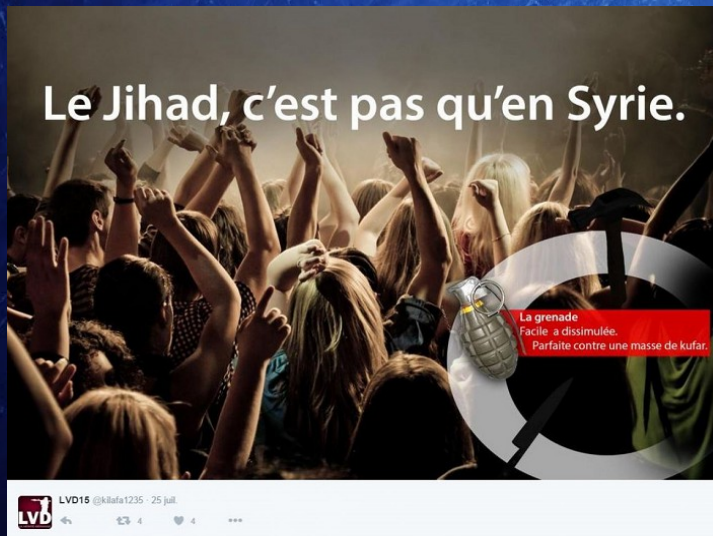 Le Jihad, c'est pas qu'en Syrie.
La grenade
Facile a dissimulée.
Parfaite contre une masse de kufar.
LVD15 @kilafa1235 · 25 juil.
LVD
4 4